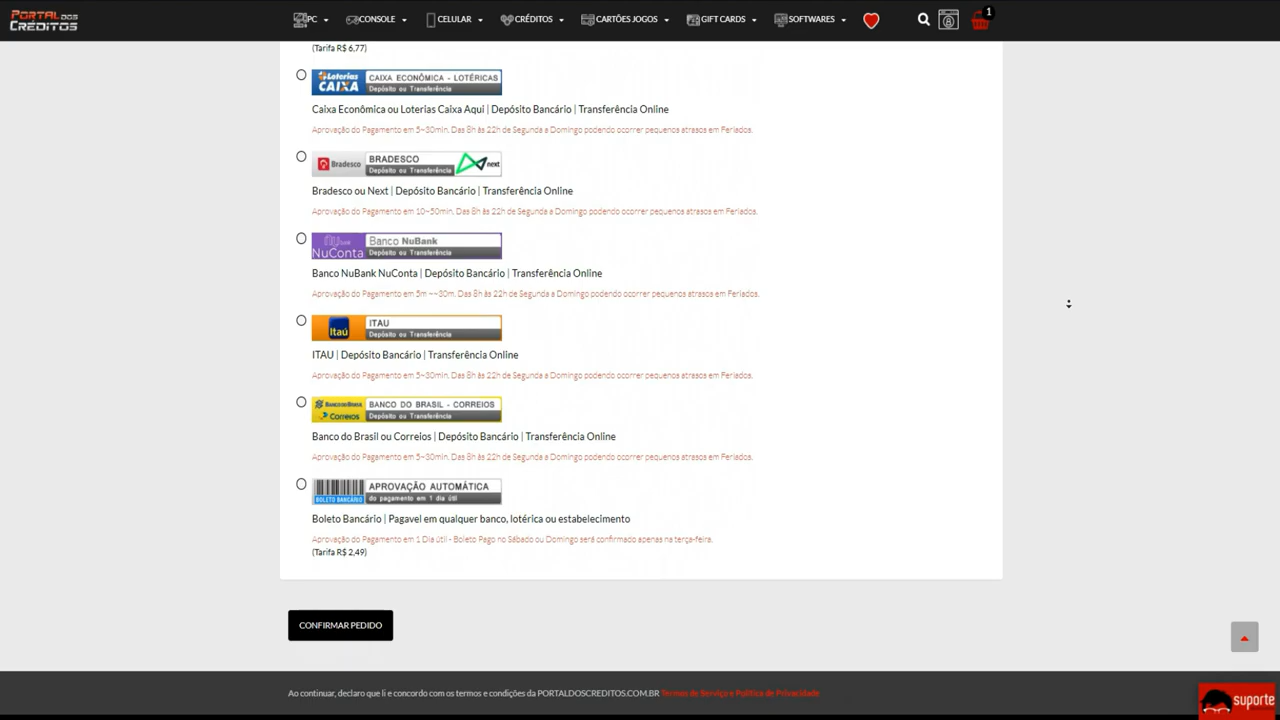 PORTAL DOS CRÉDITOS
PC CONSOLE CELULAR CRÉDITOS CARTÕES JOGOS GIFT CARDS SOFTWARES 1
(Tarifa R$ 6,77)
Loterias CAIXA CAIXA ECONÔMICA - LOTÉRICAS
Depósito ou Transferência
Caixa Econômica ou Loterias Caixa Aqui | Depósito Bancário | Transferência Online
Aprovação do Pagamento em 5~30min. Das 8h às 22h de Segunda a Domingo podendo ocorrer pequenos atrasos em Feriados.
Bradesco BRADESCO next
Depósito ou Transferência
Bradesco ou Next | Depósito Bancário | Transferência Online
Aprovação do Pagamento em 10~50min. Das 8h às 22h de Segunda a Domingo podendo ocorrer pequenos atrasos em Feriados.
NuConta Banco NuBank
Depósito ou Transferência
Banco NuBank NuConta | Depósito Bancário | Transferência Online
Aprovação do Pagamento em 5m ~~30m. Das 8h às 22h de Segunda a Domingo podendo ocorrer pequenos atrasos em Feriados.
Itaú ITAU
Depósito ou Transferência
ITAU | Depósito Bancário | Transferência Online
Aprovação do Pagamento em 5~30min. Das 8h às 22h de Segunda a Domingo podendo ocorrer pequenos atrasos em Feriados.
BANCO DO BRASIL BANCO DO BRASIL - CORREIOS
Correios Depósito ou Transferência
Banco do Brasil ou Correios | Depósito Bancário | Transferência Online
Aprovação do Pagamento em 5~30min. Das 8h às 22h de Segunda a Domingo podendo ocorrer pequenos atrasos em Feriados.
APROVAÇÃO AUTOMÁTICA
BOLETO BANCÁRIO do pagamento em 1 dia útil
Boleto Bancário | Pagavel em qualquer banco, lotérica ou estabelecimento
Aprovação do Pagamento em 1 Dia útil - Boleto Pago no Sábado ou Domingo será confirmado apenas na terça-feira.
(Tarifa R$ 2,49)
CONFIRMAR PEDIDO
Ao continuar, declaro que li e concordo com os termos e condições da PORTALDOSCREDITOS.COM.BR Termos de Serviço e Política de Privacidade
suporte